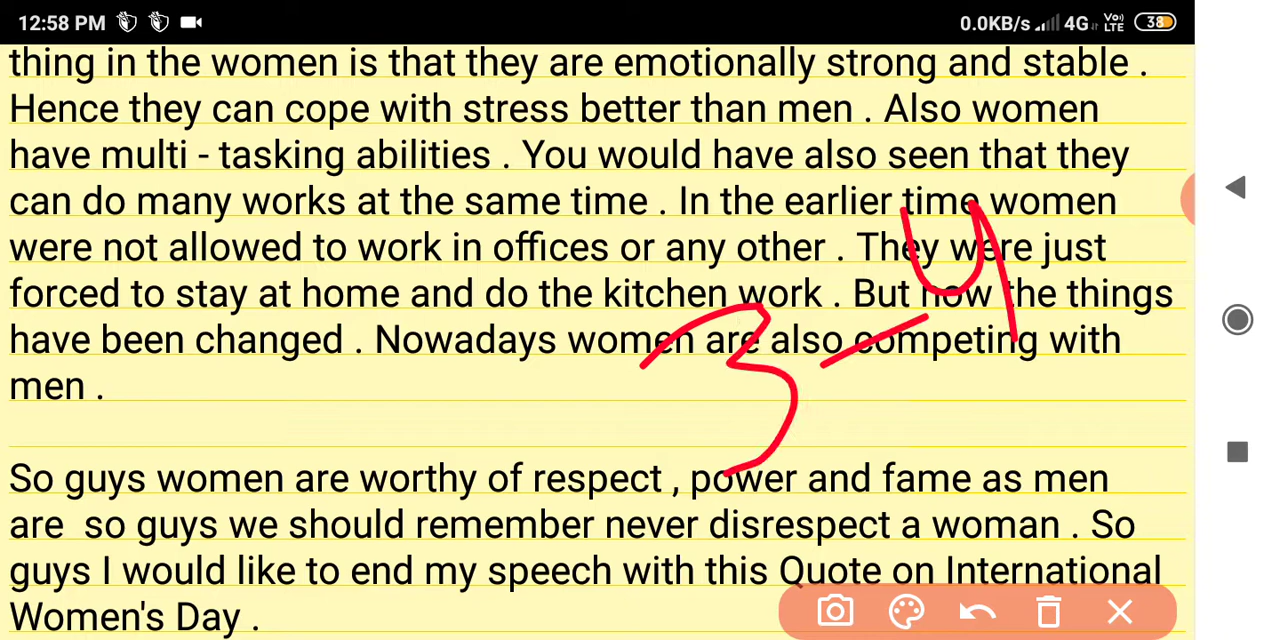 12:58 PM 0.0KB/s 4G Vo) LTE 38
thing in the women is that they are emotionally strong and stable .
Hence they can cope with stress better than men . Also women
have multi - tasking abilities . You would have also seen that they
can do many works at the same time . In the earlier time women
were not allowed to work in offices or any other . They were just
forced to stay at home and do the kitchen work . But now the things
have been changed . Nowadays women are also competing with
men .
3-4
So guys women are worthy of respect , power and fame as men
are so guys we should remember never disrespect a woman . So
guys I would like to end my speech with this Quote on International
Women's Day .